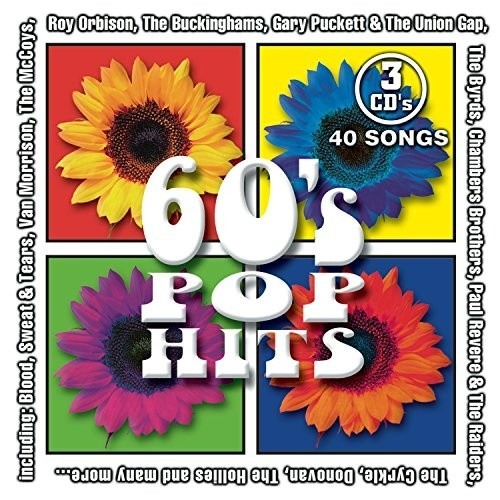 including: Blood, Sweat & Tears, Van Morrison, The McCoys,
Roy Orbison, The Buckinghams, Gary Puckett & The Union Gap,
The Byrds, Chambers Brothers, Paul Revere & The Raiders,
The Cyrkle, Donovan, The Hollies and many more...
3
CD's
40 SONGS
60's
POP
HITS